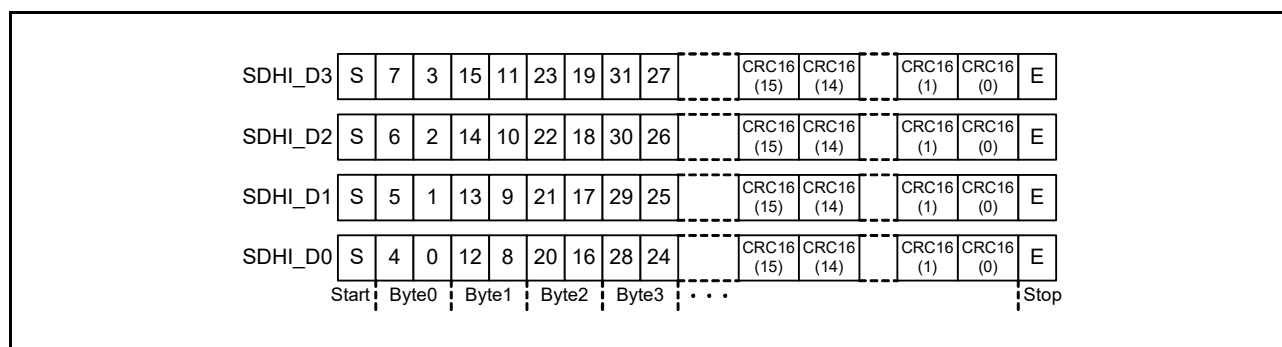 SDHI_D3 S 7 3 15 11 23 19 31 27 CRC16 (15) CRC16 (14) CRC16 (1) CRC16 (0) E
SDHI_D2 S 6 2 14 10 22 18 30 26 CRC16 (15) CRC16 (14) CRC16 (1) CRC16 (0) E
SDHI_D1 S 5 1 13 9 21 17 29 25 CRC16 (15) CRC16 (14) CRC16 (1) CRC16 (0) E
SDHI_D0 S 4 0 12 8 20 16 28 24 CRC16 (15) CRC16 (14) CRC16 (1) CRC16 (0) E
Start Byte0 Byte1 Byte2 Byte3 · · · Stop